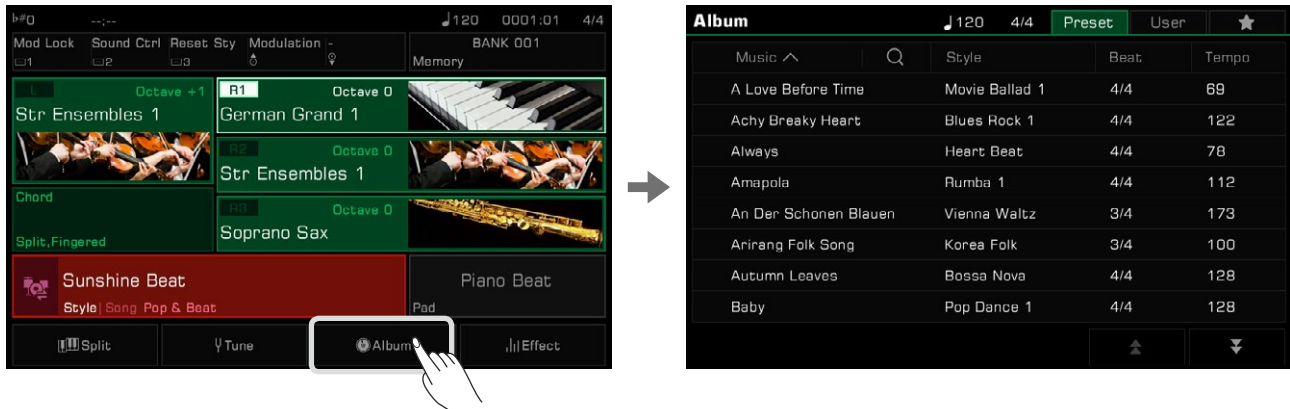 b#0 --;-- ♩120 0001:01 4/4
Mod Lock Sound Ctrl Reset Sty Modulation - BANK 001
1 2 3 Memory
L Octave +1 R1 Octave 0
Str Ensembles 1 German Grand 1
R2 Octave 0
Str Ensembles 1
Chord R3 Octave 0
Split,Fingered Soprano Sax
Sunshine Beat Piano Beat
Style| Song Pop & Beat Pad
Split Tune Album Effect
Album ♩120 4/4 Preset User ★
Music Style Beat Tempo
A Love Before Time Movie Ballad 1 4/4 69
Achy Breaky Heart Blues Rock 1 4/4 122
Always Heart Beat 4/4 78
Amapola Rumba 1 4/4 112
An Der Schonen Blauen Vienna Waltz 3/4 173
Arirang Folk Song Korea Folk 3/4 100
Autumn Leaves Bossa Nova 4/4 128
Baby Pop Dance 1 4/4 128